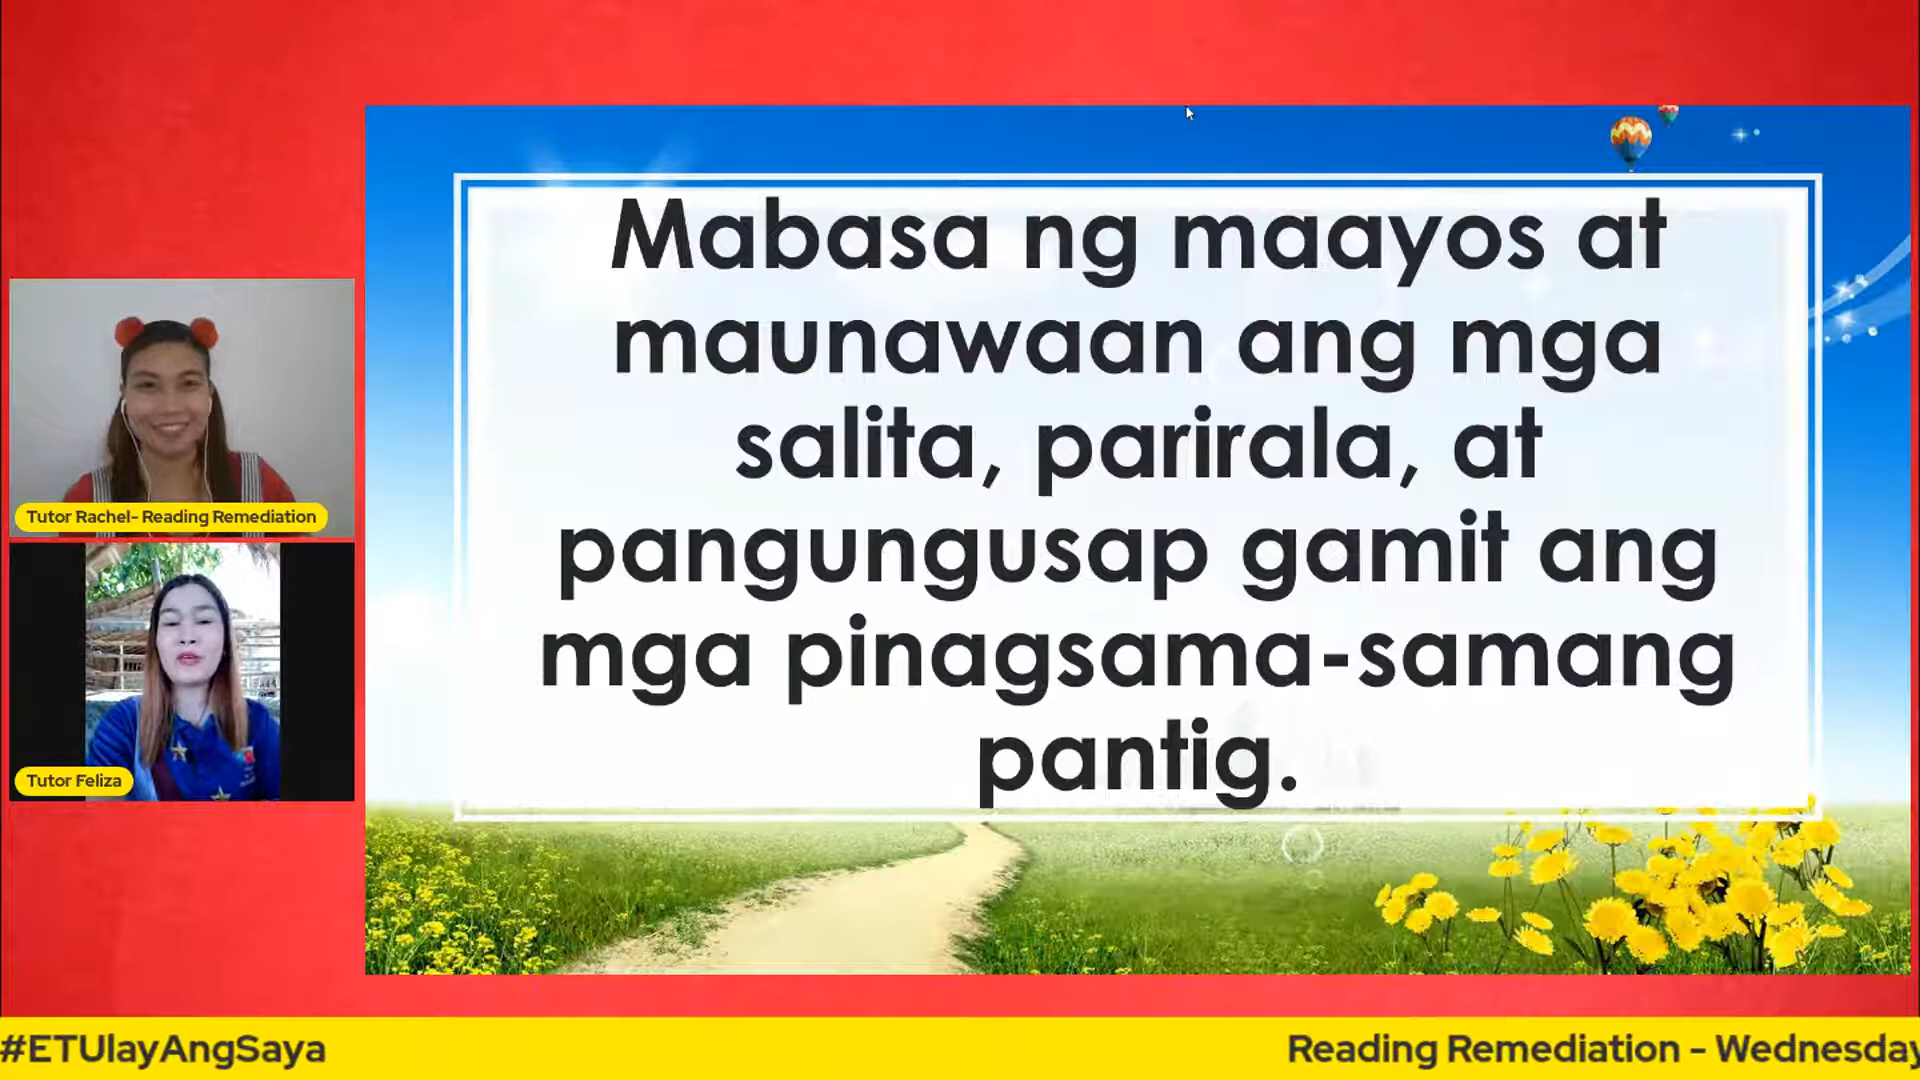 Mabasa ng maayos at
maunawaan ang mga
salita, parirala, at
pangungusap gamit ang
mga pinagsama-samang
pantig.
Tutor Rachel- Reading Remediation
Tutor Feliza
#ETUlayAngSaya
Reading Remediation - Wednesday